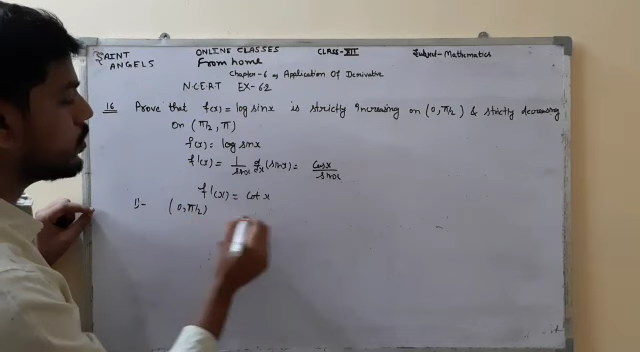 SAINT ANGELS
ONLINE CLASSES From home
CLASS-XII
Subject- Mathematics
Chapter-6 of Application Of Derivative
N.C.E.R.T EX-6.2
16 Prove that f(x) = log sinx is strictly increasing on (0, π/2) & strictly decreasing
on (π/2, π)
f(x) = log sinx
f'(x) = 1/sinx d/dx (sinx) = cosx/sinx
f'(x) = cot x
(0, π/2)